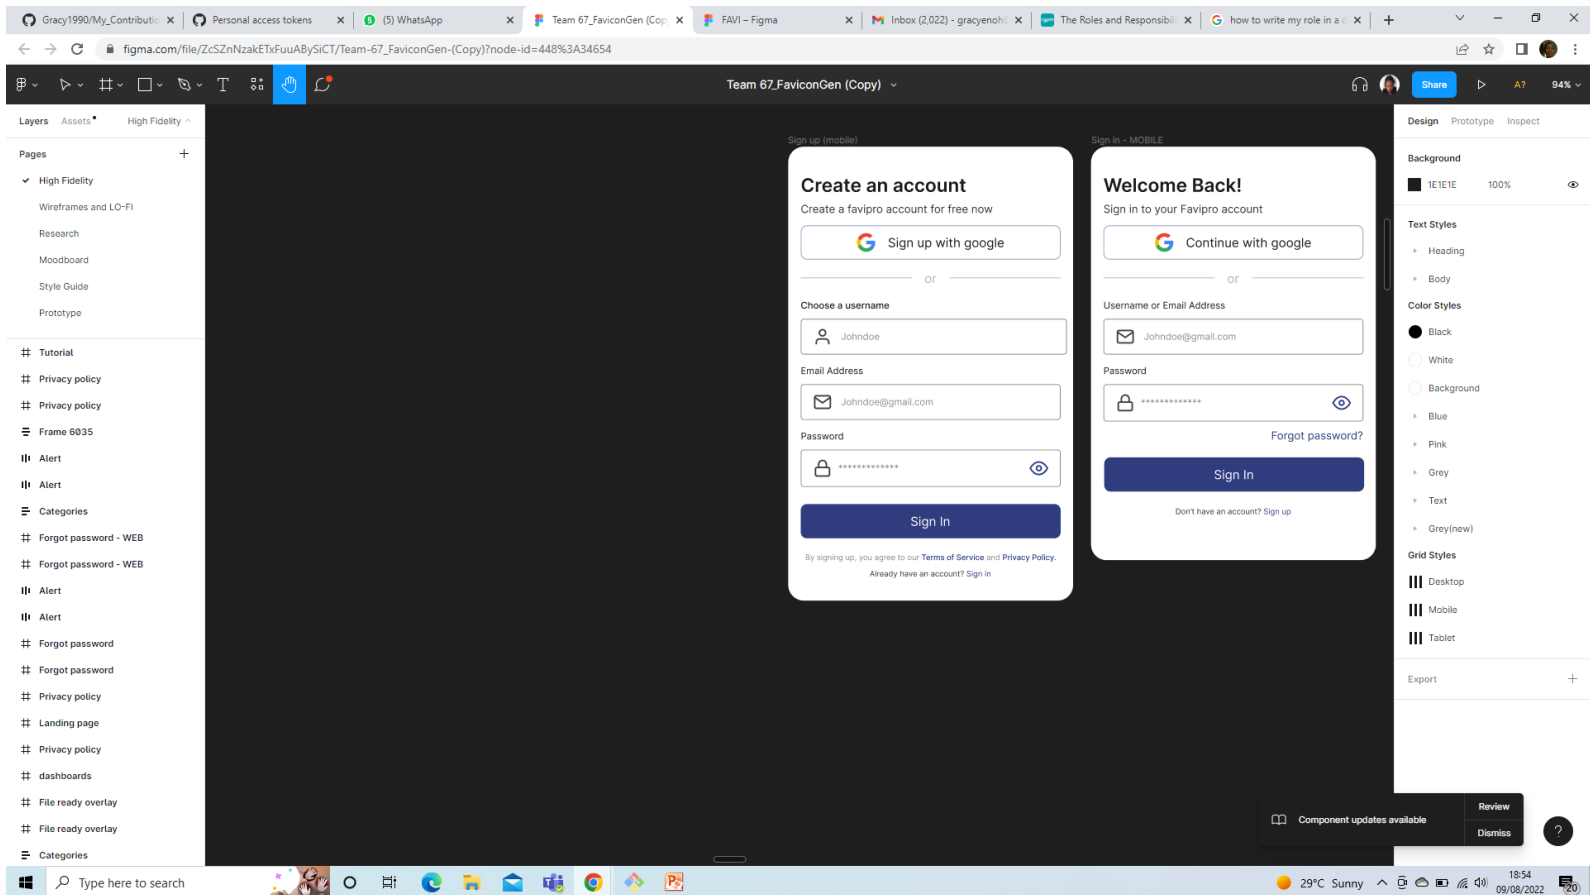 Gracy1990/My_Contributio
Personal access tokens
(5) WhatsApp
Team 67_FaviconGen (Cop
FAVI – Figma
Inbox (2,022) - gracyenoh
The Roles and Responsibil
how to write my role in a
figma.com/file/ZcSZnNzakETxFuuABySiCT/Team-67_FaviconGen-(Copy)?node-id=448%3A34654
Team 67_FaviconGen (Copy)
Share
A?
94%
Layers
Assets
High Fidelity
Pages
High Fidelity
Wireframes and LO-FI
Research
Moodboard
Style Guide
Prototype
Tutorial
Privacy policy
Privacy policy
Frame 6035
Alert
Alert
Categories
Forgot password - WEB
Forgot password - WEB
Alert
Alert
Forgot password
Forgot password
Privacy policy
Landing page
Privacy policy
dashboards
File ready overlay
File ready overlay
Categories
Sign up (mobile)
Create an account
Create a favipro account for free now
Sign up with google
or
Choose a username
Johndoe
Email Address
Johndoe@gmail.com
Password
*************
Sign In
By signing up, you agree to our Terms of Service and Privacy Policy.
Already have an account? Sign in
Sign in - MOBILE
Welcome Back!
Sign in to your Favipro account
Continue with google
or
Username or Email Address
Johndoe@gmail.com
Password
*************
Forgot password?
Sign In
Don't have an account? Sign up
Design
Prototype
Inspect
Background
1E1E1E
100%
Text Styles
Heading
Body
Color Styles
Black
White
Background
Blue
Pink
Grey
Text
Grey(new)
Grid Styles
Desktop
Mobile
Tablet
Export
Component updates available
Review
Dismiss
?
Type here to search
29°C Sunny
18:54
09/08/2022
20